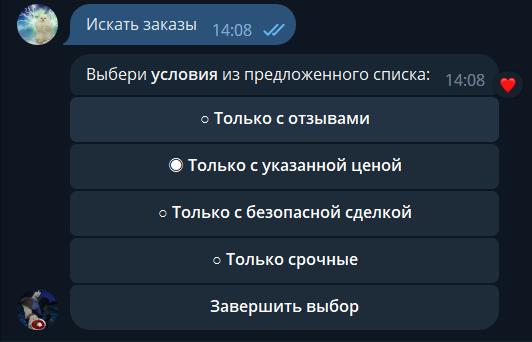 Искать заказы 14:08
Выбери условия из предложенного списка: 14:08
○ Только с отзывами
◉ Только с указанной ценой
○ Только с безопасной сделкой
○ Только срочные
Завершить выбор